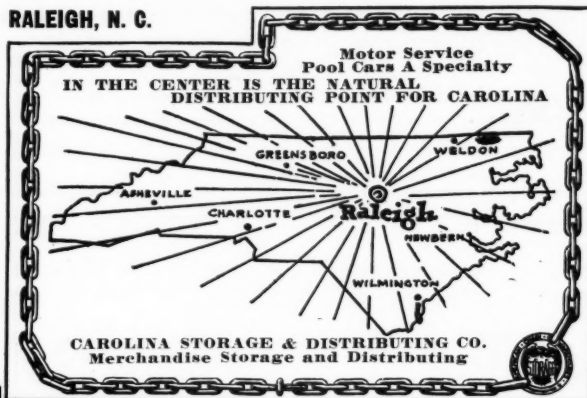 RALEIGH, N. C.
Motor Service
Pool Cars A Specialty
IN THE CENTER IS THE NATURAL
DISTRIBUTING POINT FOR CAROLINA
GREENSBORO
WELDON
ASHEVILLE
CHARLOTTE
Raleigh
NEWBERN
WILMINGTON
CAROLINA STORAGE & DISTRIBUTING CO.
Merchandise Storage and Distributing